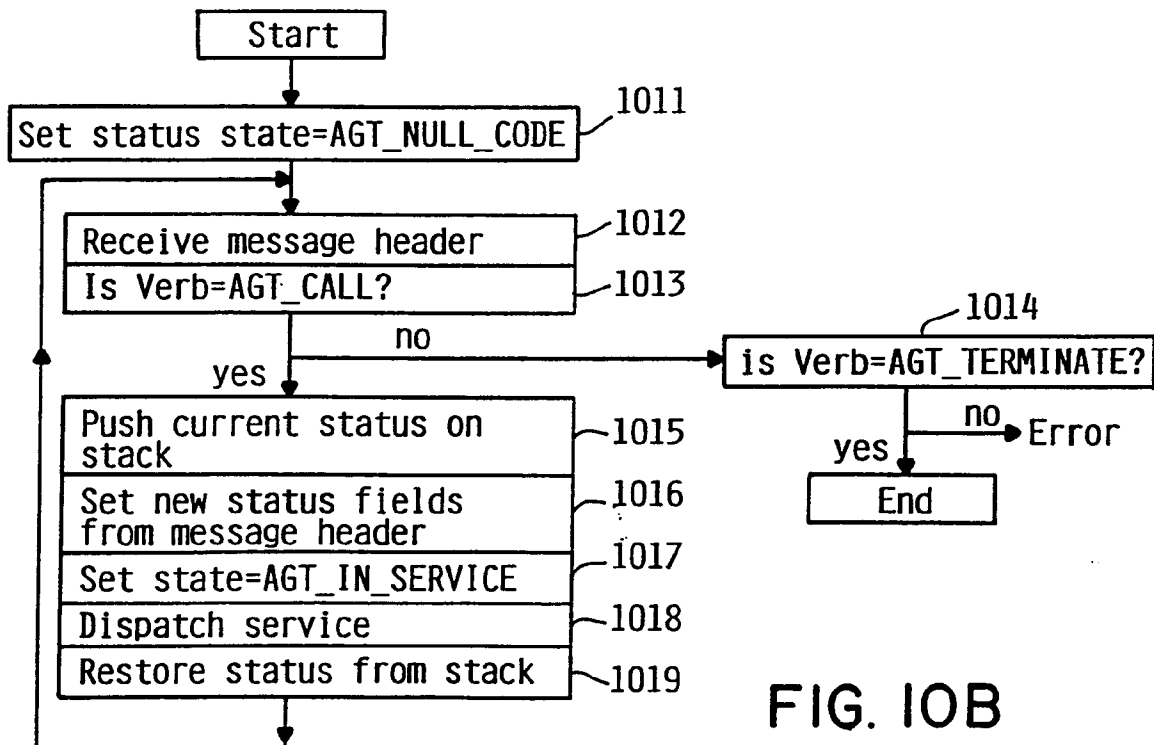 Start
1011
Set status state=AGT_NULL_CODE
1012
Receive message header
1013
Is Verb=AGT_CALL?
1014
no
is Verb=AGT_TERMINATE?
yes
Push current status on
stack
1015
no
Error
yes
End
Set new status fields
from message header
1016
1017
Set state=AGT_IN_SERVICE
1018
Dispatch service
Restore status from stack
1019
FIG. 10B